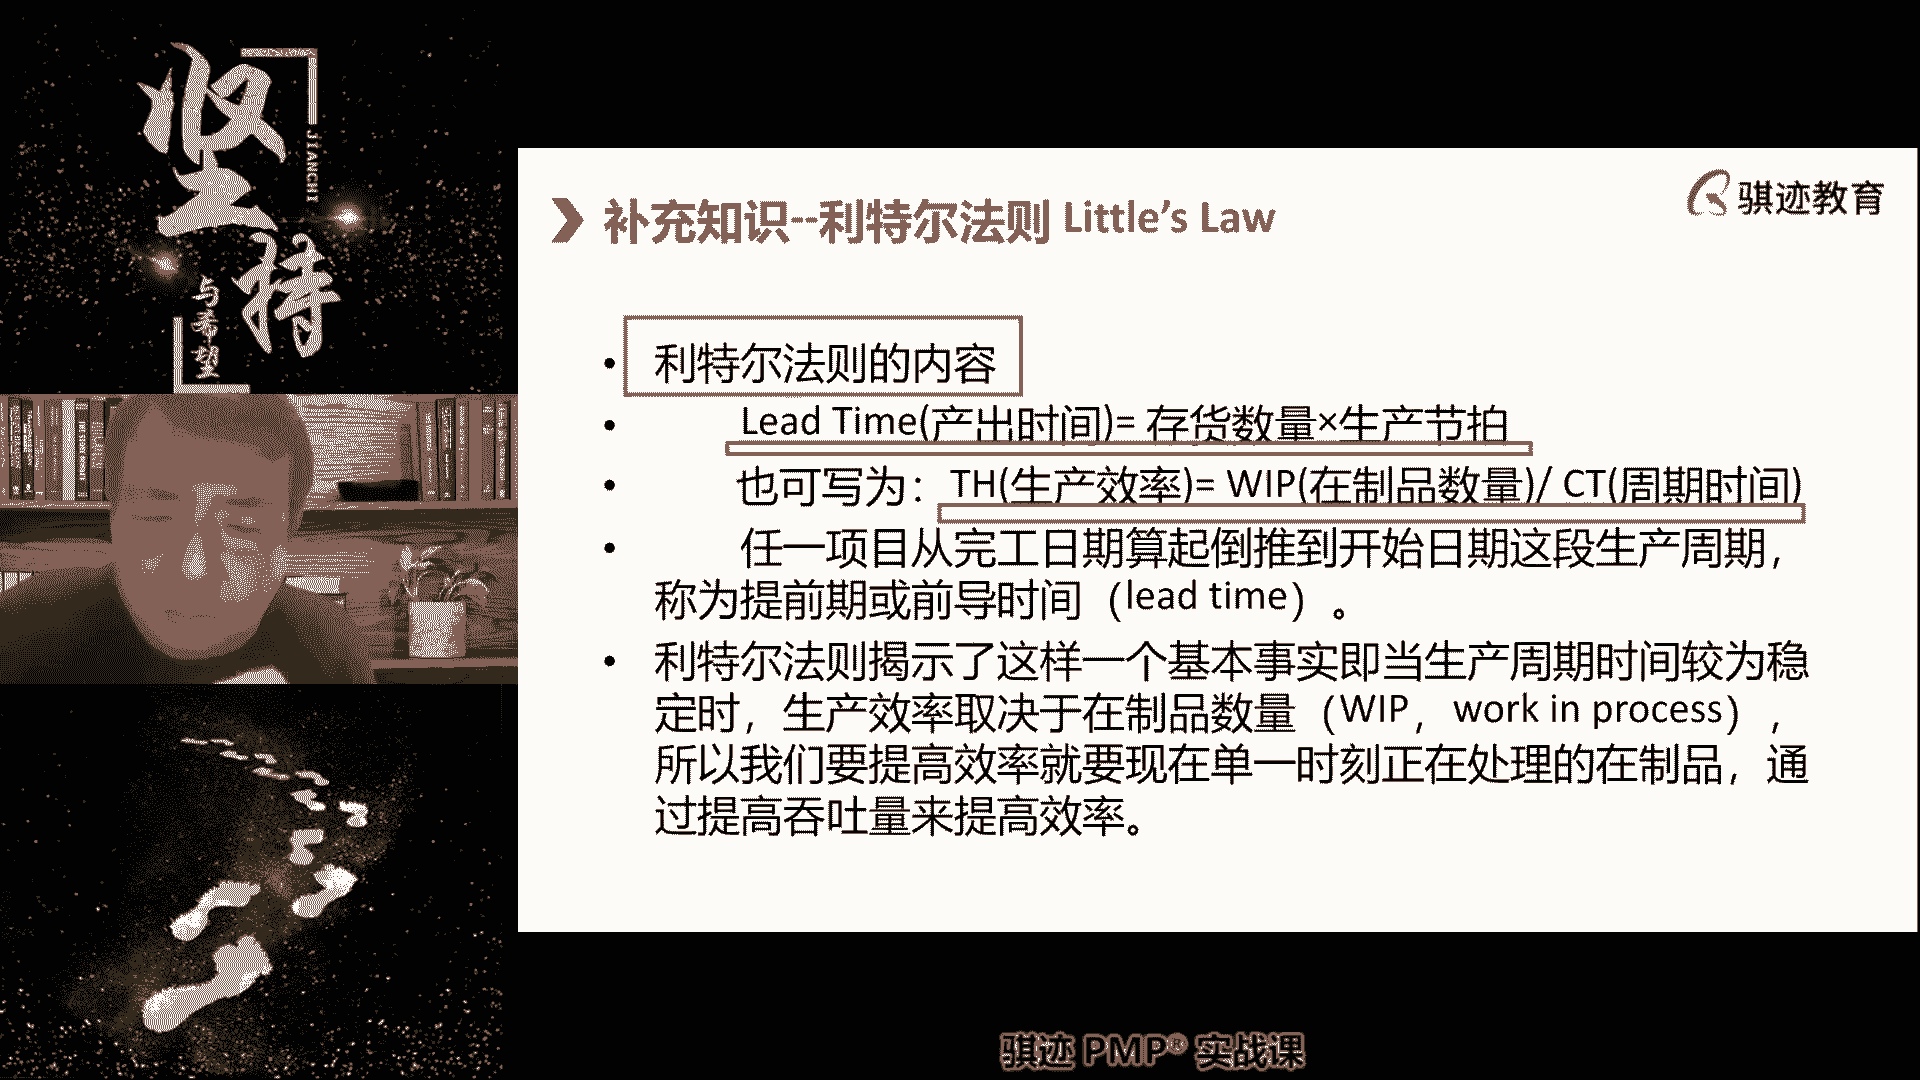 坚持
JIANCHI
与希望
骐迹教育
补充知识--利特尔法则 Little's Law
• 利特尔法则的内容
• Lead Time(产出时间)= 存货数量×生产节拍
• 也可写为：TH(生产效率)= WIP(在制品数量)/ CT(周期时间)
• 任一项目从完工日期算起倒推到开始日期这段生产周期，
称为提前期或前导时间（lead time）。
• 利特尔法则揭示了这样一个基本事实即当生产周期时间较为稳
定时，生产效率取决于在制品数量（WIP，work in process），
所以我们要提高效率就要现在单一时刻正在处理的在制品，通
过提高吞吐量来提高效率。
骐迹 PMP® 实战课